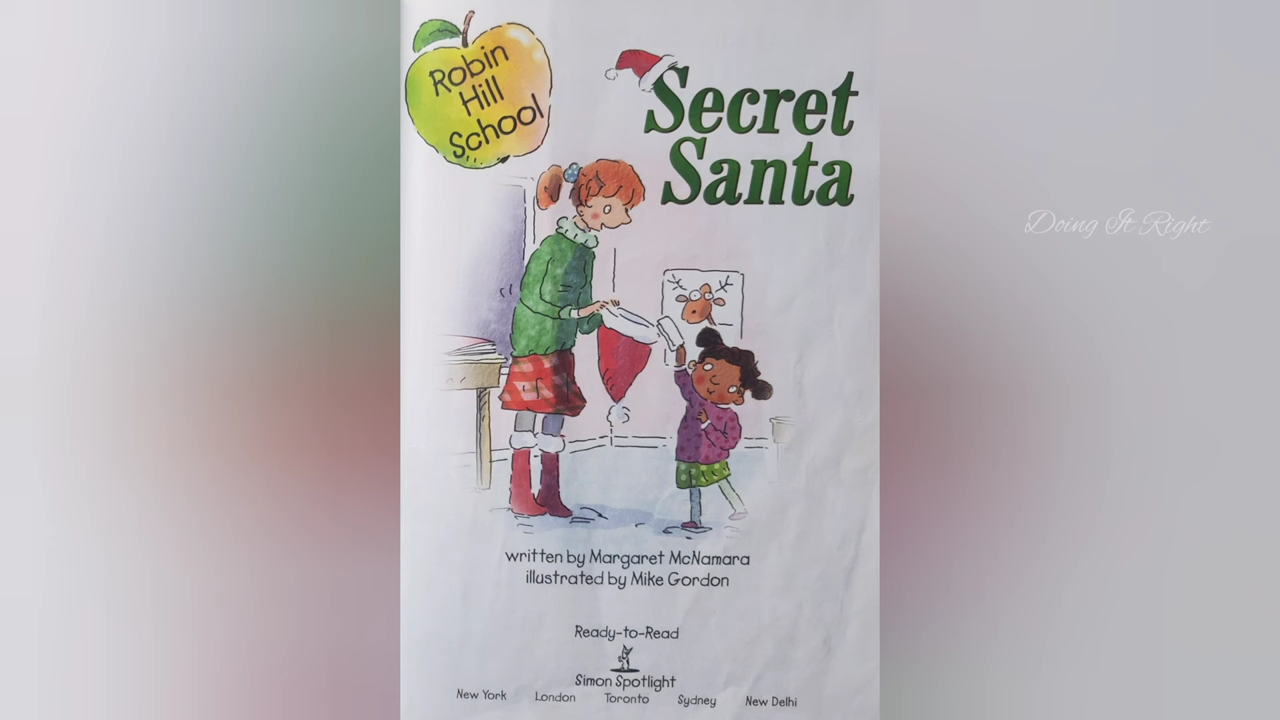 Robin
Hill
School
Secret
Santa
written by Margaret McNamara
illustrated by Mike Gordon
Ready-to-Read
Simon Spotlight
New York London Toronto Sydney New Delhi
Doing It Right